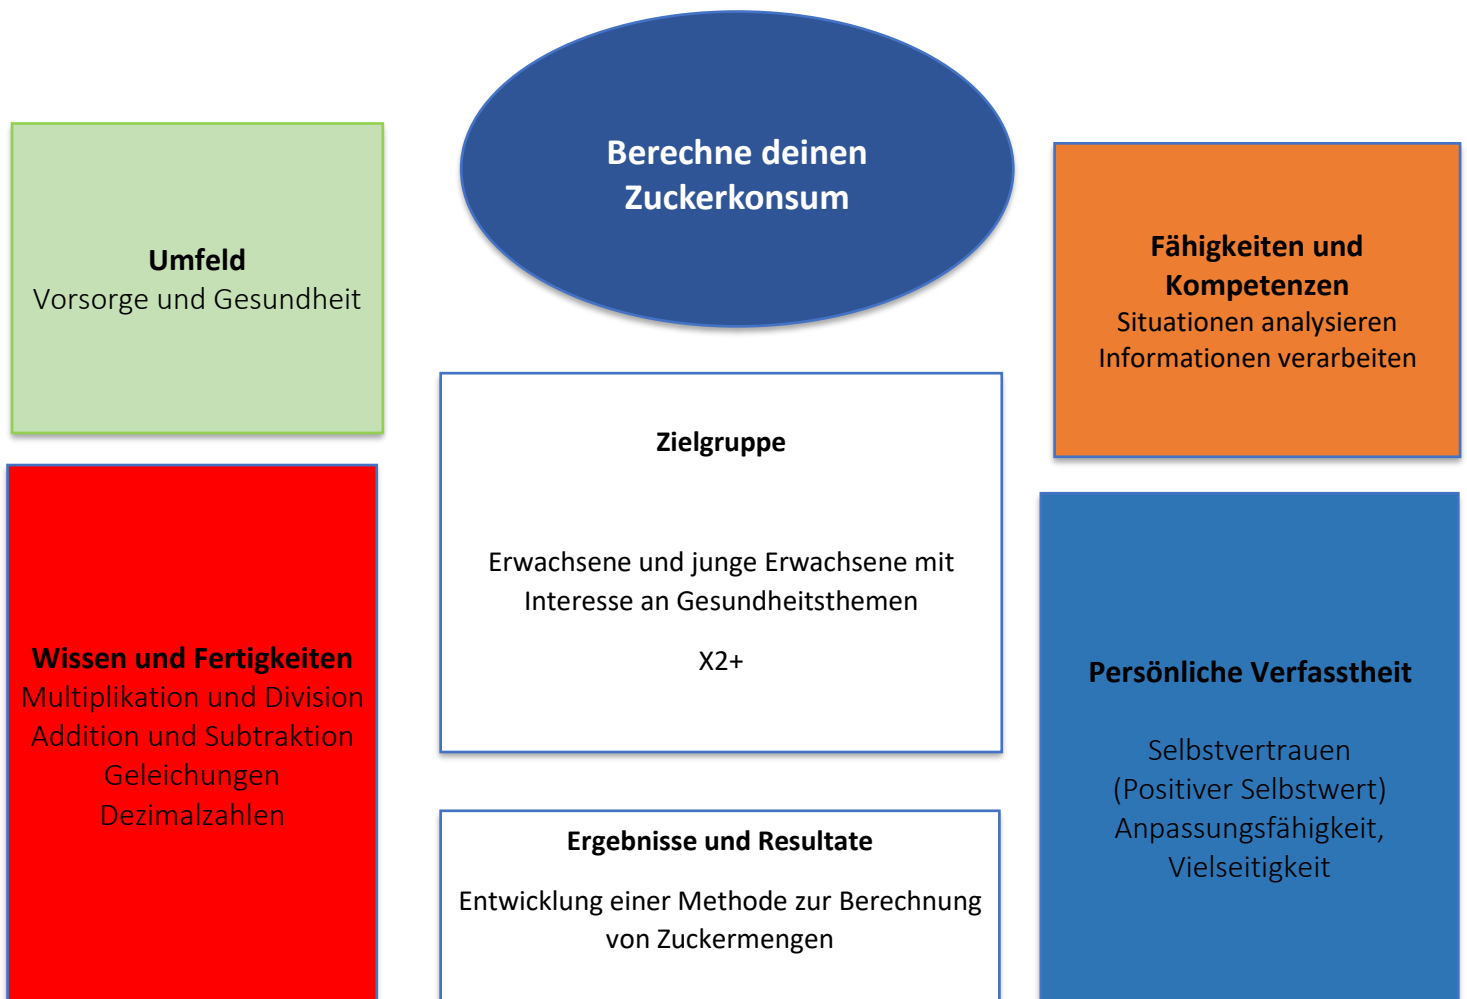 Berechne deinen
Zuckerkonsum
Umfeld
Vorsorge und Gesundheit
Fähigkeiten und
Kompetenzen
Situationen analysieren
Informationen verarbeiten
Zielgruppe
Erwachsene und junge Erwachsene mit
Interesse an Gesundheitsthemen
X2+
Wissen und Fertigkeiten
Multiplikation und Division
Addition und Subtraktion
Geleichungen
Dezimalzahlen
Persönliche Verfasstheit
Selbstvertrauen
(Positiver Selbstwert)
Anpassungsfähigkeit,
Vielseitigkeit
Ergebnisse und Resultate
Entwicklung einer Methode zur Berechnung
von Zuckermengen